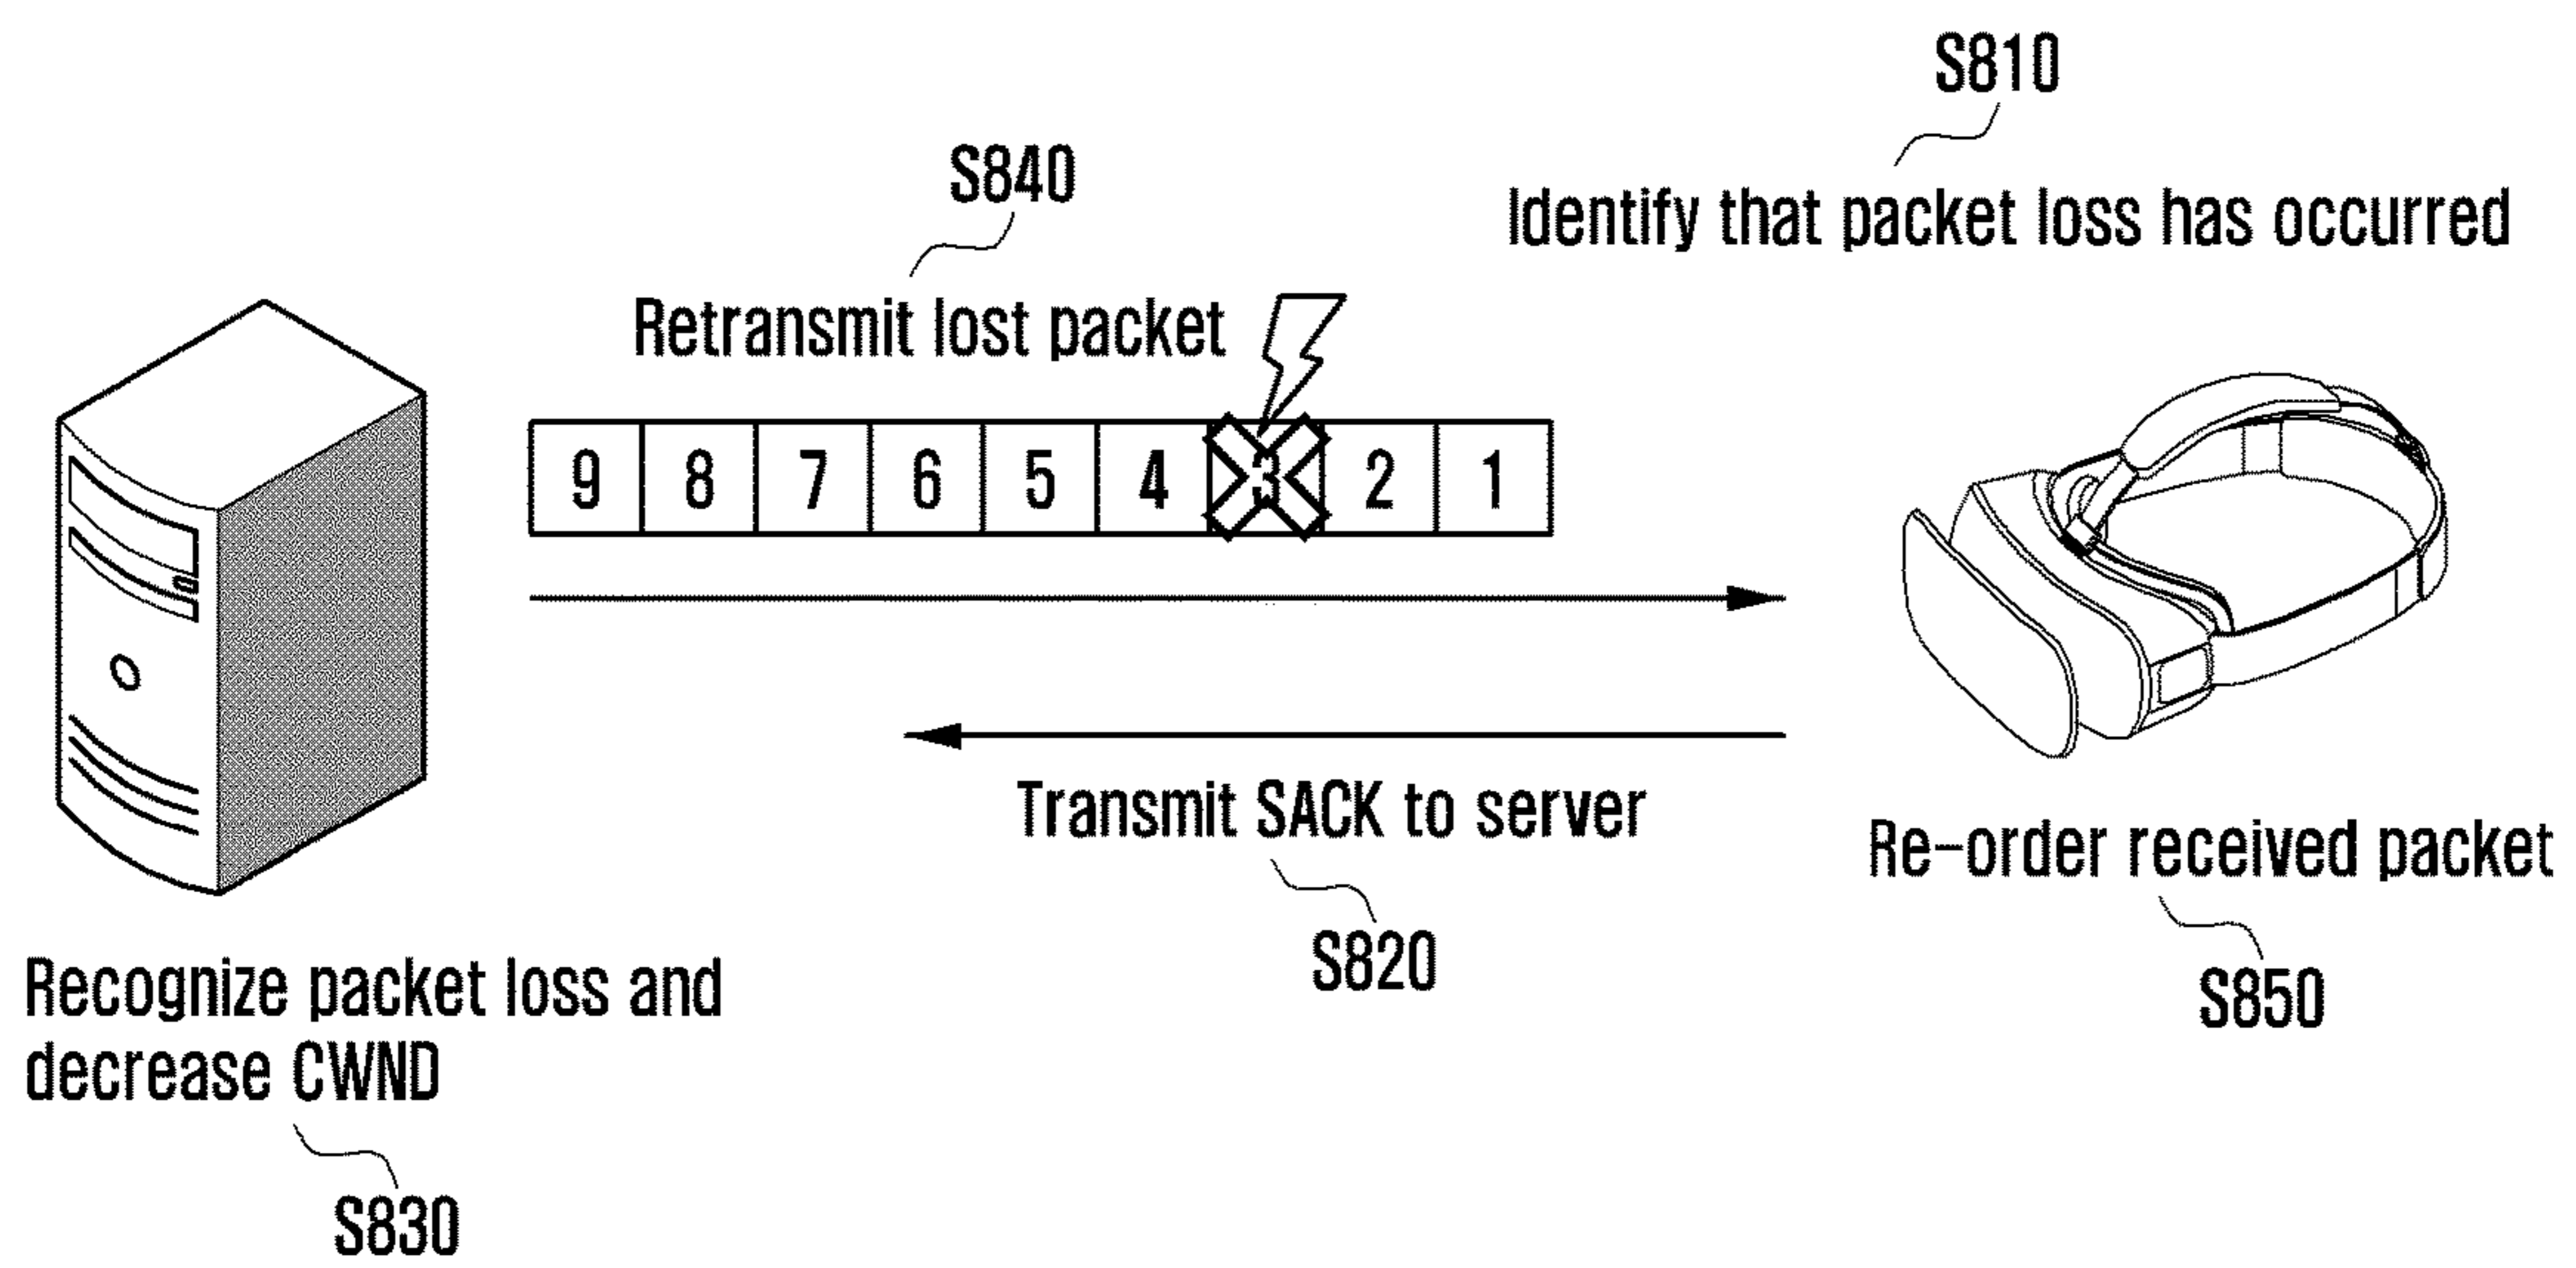 S810
Identify that packet loss has occurred
S840
Retransmit lost packet
9 8 7 6 5 4 3 2 1
Transmit SACK to server
S820
Re-order received packet
S850
Recognize packet loss and
decrease CWND
S830